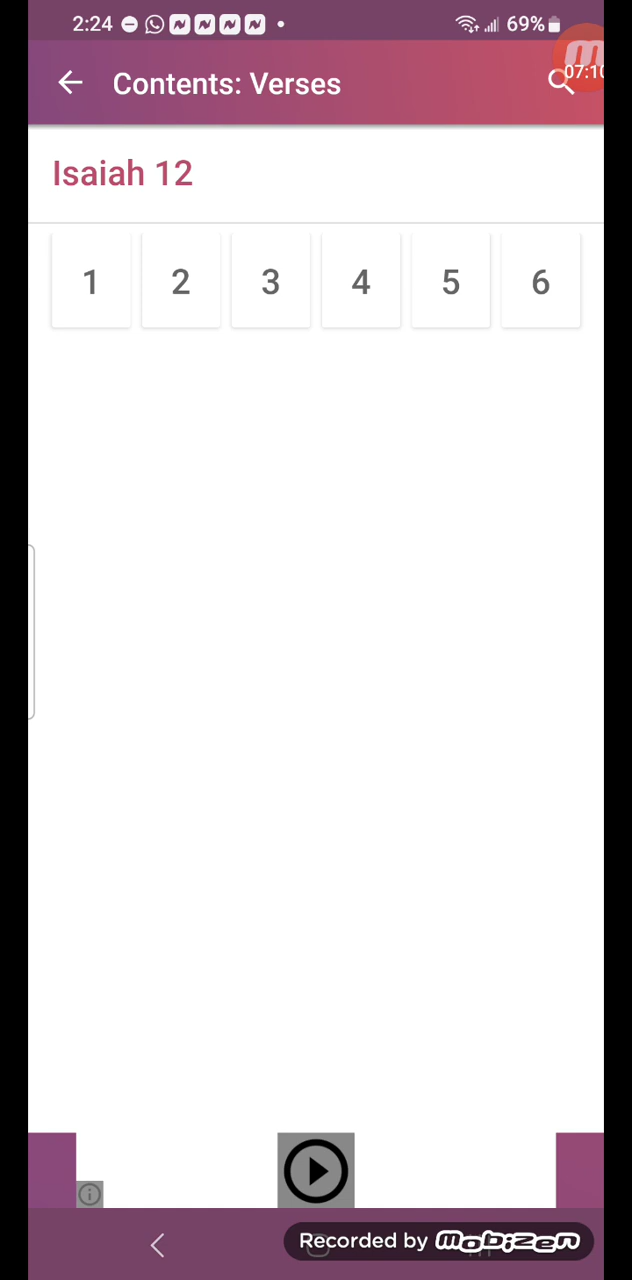 2:24 69%
07:10
Contents: Verses
Isaiah 12
1 2 3 4 5 6
Recorded by mobizen